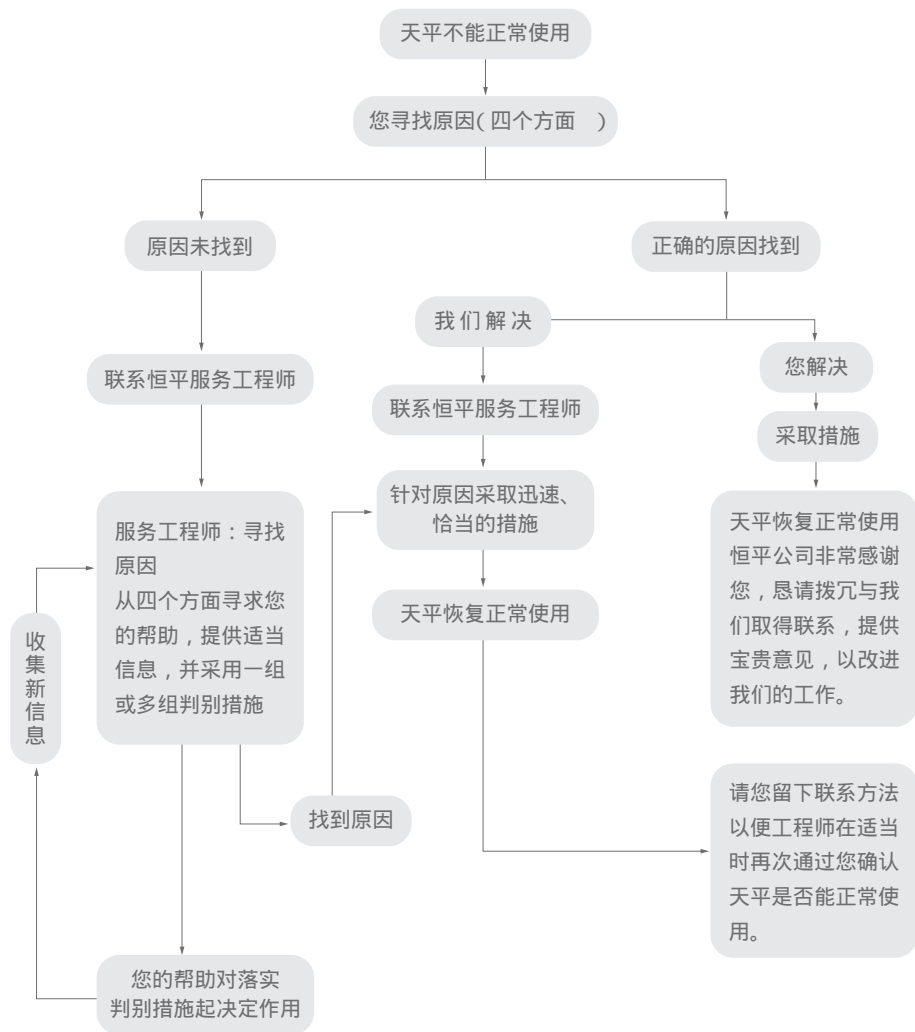 天平不能正常使用
您寻找原因(四个方面　)
原因未找到
正确的原因找到
我们解决
您解决
联系恒平服务工程师
联系恒平服务工程师
采取措施
针对原因采取迅速、
恰当的措施
服务工程师：寻找
原因
从四个方面寻求您
的帮助，提供适当
信息，并采用一组
或多组判别措施
天平恢复正常使用
恒平公司非常感谢
您，恳请拨冗与我
们取得联系，提供
宝贵意见，以改进
我们的工作。
天平恢复正常使用
收集新信息
找到原因
请您留下联系方法
以便工程师在适当
时再次通过您确认
天平是否能正常使
用。
您的帮助对落实
判别措施起决定作用